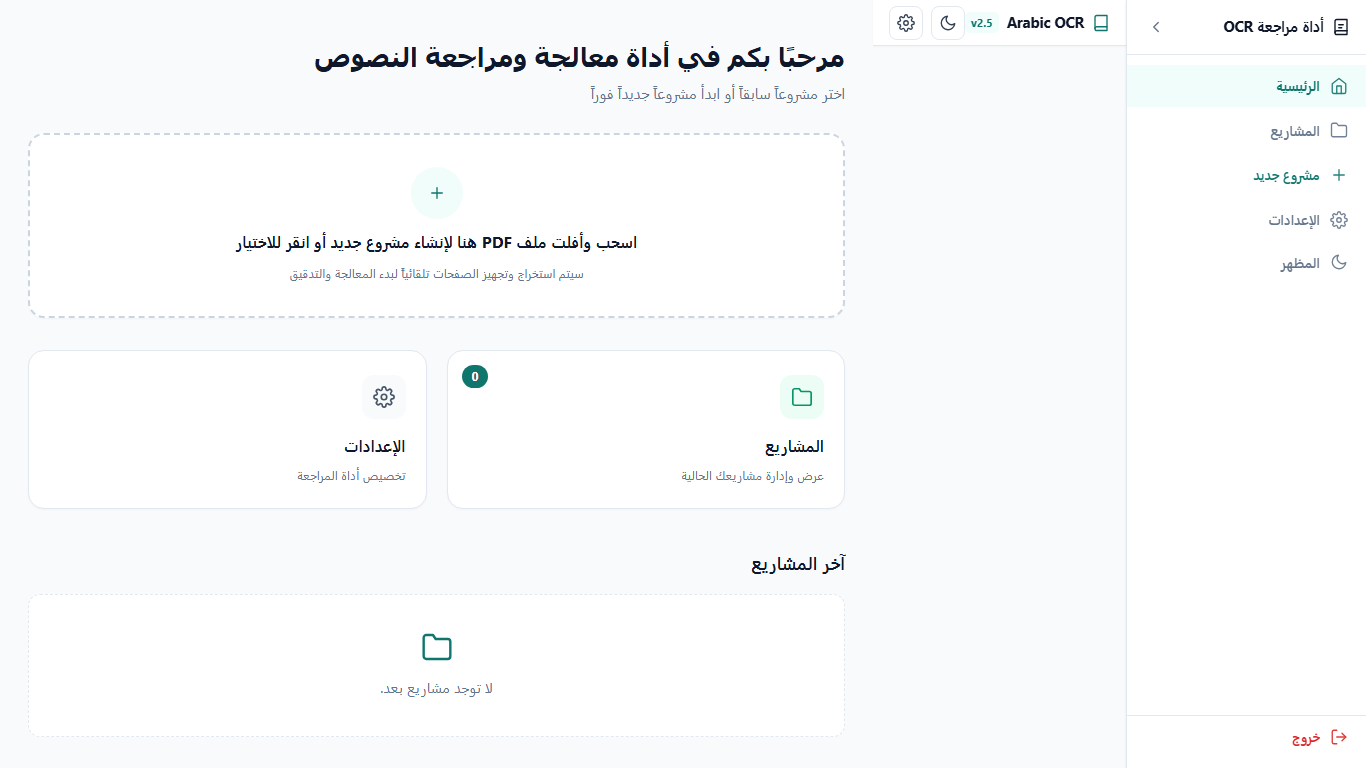 أداة مراجعة OCR
الرئيسية
المشاريع
مشروع جديد
الإعدادات
المظهر
خروج
Arabic OCR v2.5
مرحبًا بكم في أداة معالجة ومراجعة النصوص
اختر مشروعاً سابقاً أو ابدأ مشروعاً جديداً فوراً
اسحب وأفلت ملف PDF هنا لإنشاء مشروع جديد أو انقر للاختيار
سيتم استخراج وتجهيز الصفحات تلقائياً لبدء المعالجة والتدقيق
0
المشاريع
عرض وإدارة مشاريعك الحالية
الإعدادات
تخصيص أداة المراجعة
آخر المشاريع
لا توجد مشاريع بعد.